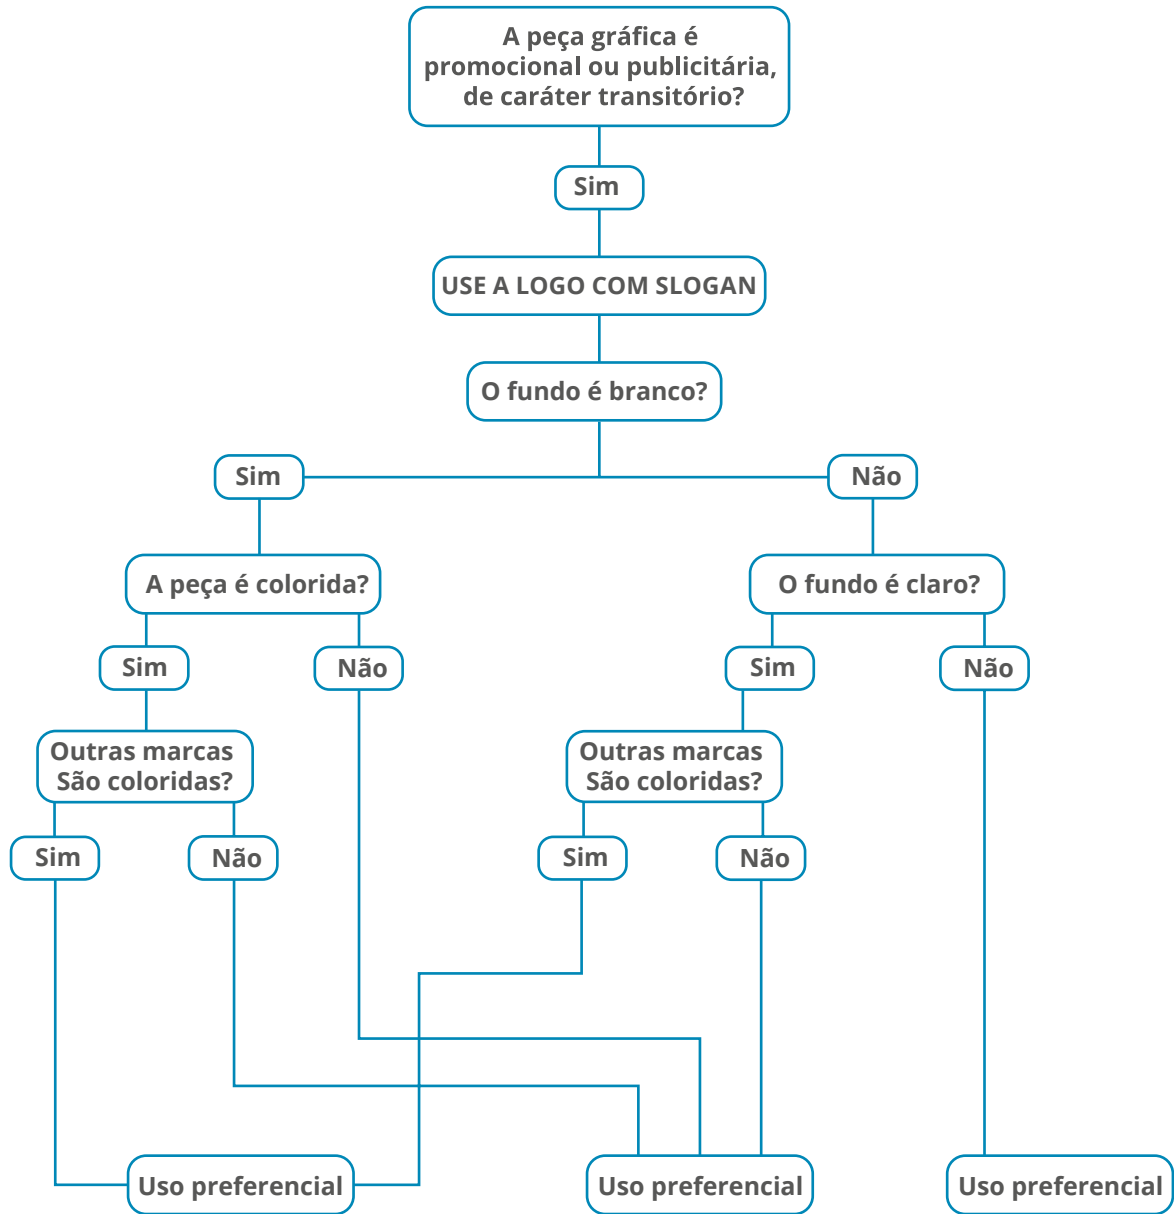 A peça gráfica é
promocional ou publicitária,
de caráter transitório?
Sim
USE A LOGO COM SLOGAN
O fundo é branco?
Sim
Não
A peça é colorida?
O fundo é claro?
Sim
Não
Sim
Não
Outras marcas
São coloridas?
Outras marcas
São coloridas?
Sim
Não
Sim
Não
Uso preferencial
Uso preferencial
Uso preferencial